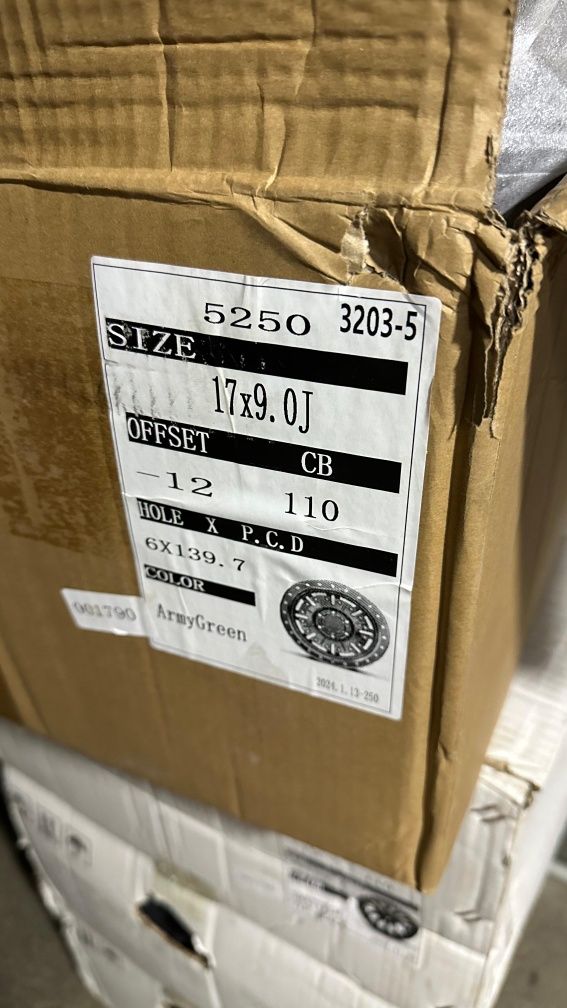 5250 3203-5
SIZE
17x9.0J
OFFSET CB
-12 110
HOLE X P.C.D
6X139.7
COLOR
ArmyGreen
001790
2024.1.13-250